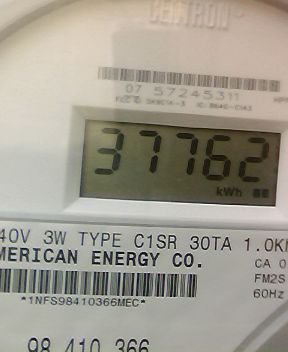 CENTRON
07 57245311
37762
kWh
40V 3W TYPE C1SR 30TA 1.0K
MERICAN ENERGY CO.
CA 0
FM2S
60Hz
*1NFS98410366MEC*
98 410 366